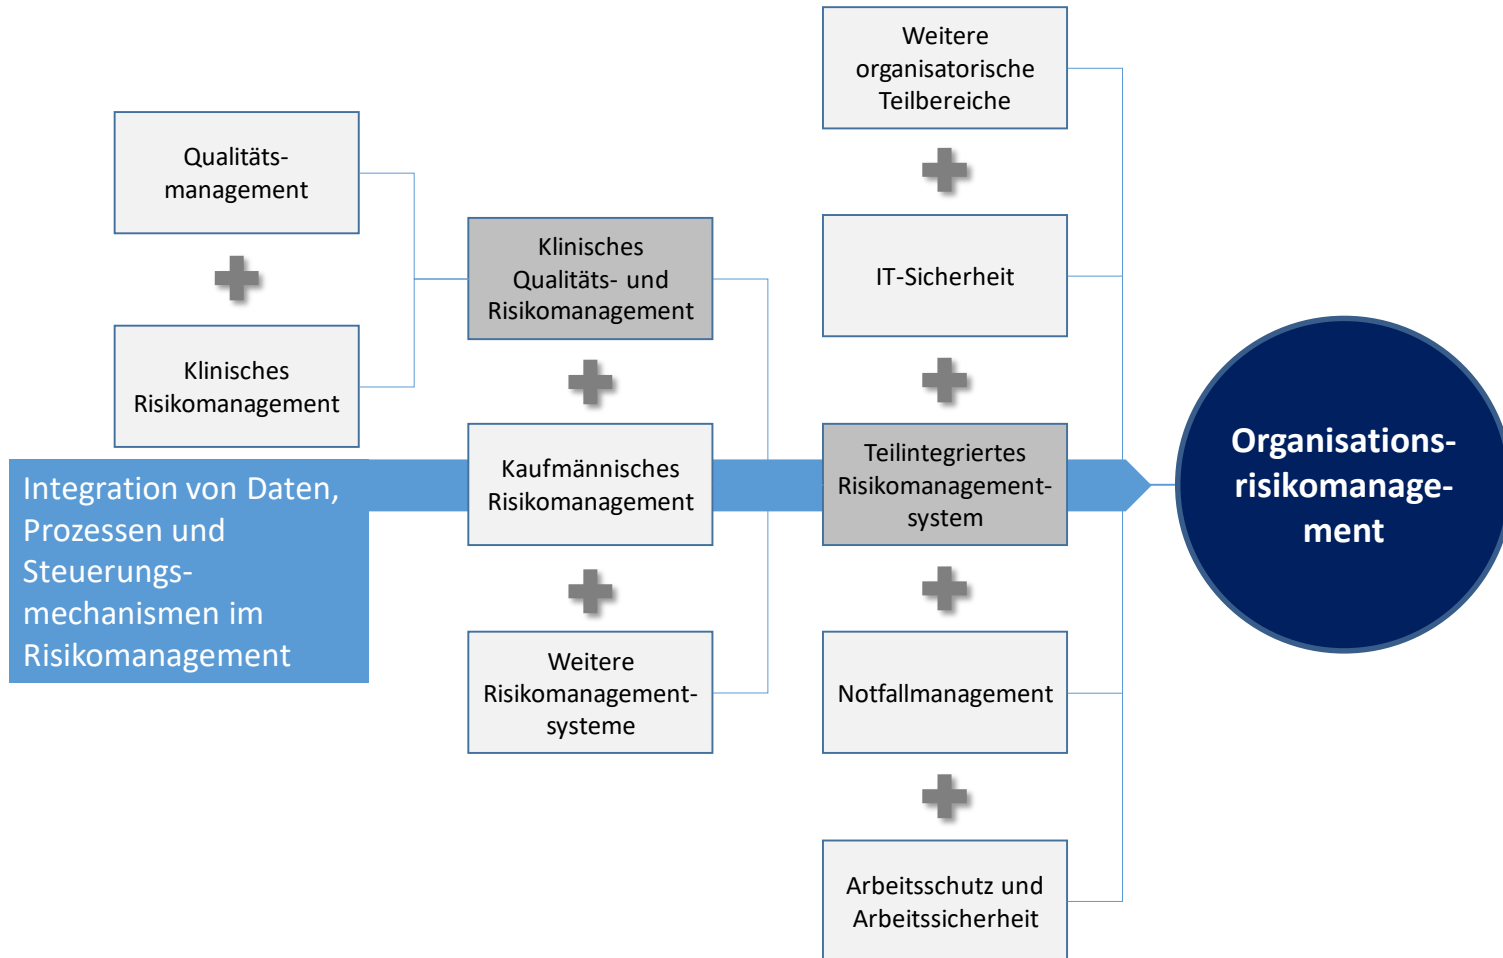 Qualitäts-
management
Klinisches
Risikomanagement
Integration von Daten,
Prozessen und
Steuerungs-
mechanismen im
Risikomanagement
Klinisches
Qualitäts- und
Risikomanagement
Kaufmännisches
Risikomanagement
Weitere
Risikomanagement-
systeme
Weitere
organisatorische
Teilbereiche
IT-Sicherheit
Teilintegriertes
Risikomanagement-
system
Notfallmanagement
Arbeitsschutz und
Arbeitssicherheit
Organisations-
risikomanage-
ment